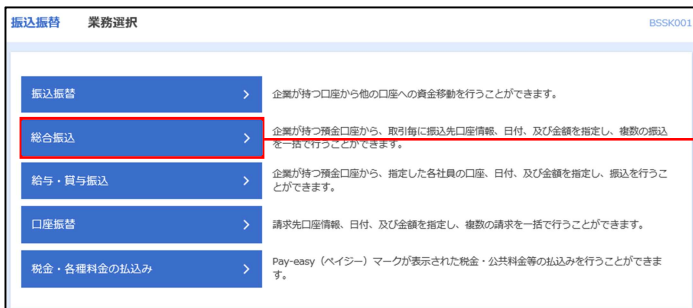 振込振替 業務選択 BSSK001
振込振替
企業が持つ口座から他の口座への資金移動を行うことができます。
総合振込
企業が持つ預金口座から、取引毎に振込先口座情報、日付、及び金額を指定し、複数の振込
を一括で行うことができます。
給与・賞与振込
企業が持つ預金口座から、指定した各社員の口座、日付、及び金額を指定し、振込を行うこ
とができます。
口座振替
請求先口座情報、日付、及び金額を指定し、複数の請求を一括で行うことができます。
税金・各種料金の払込み
Pay-easy（ペイジー）マークが表示された税金・公共料金等の払込みを行うことができま
す。